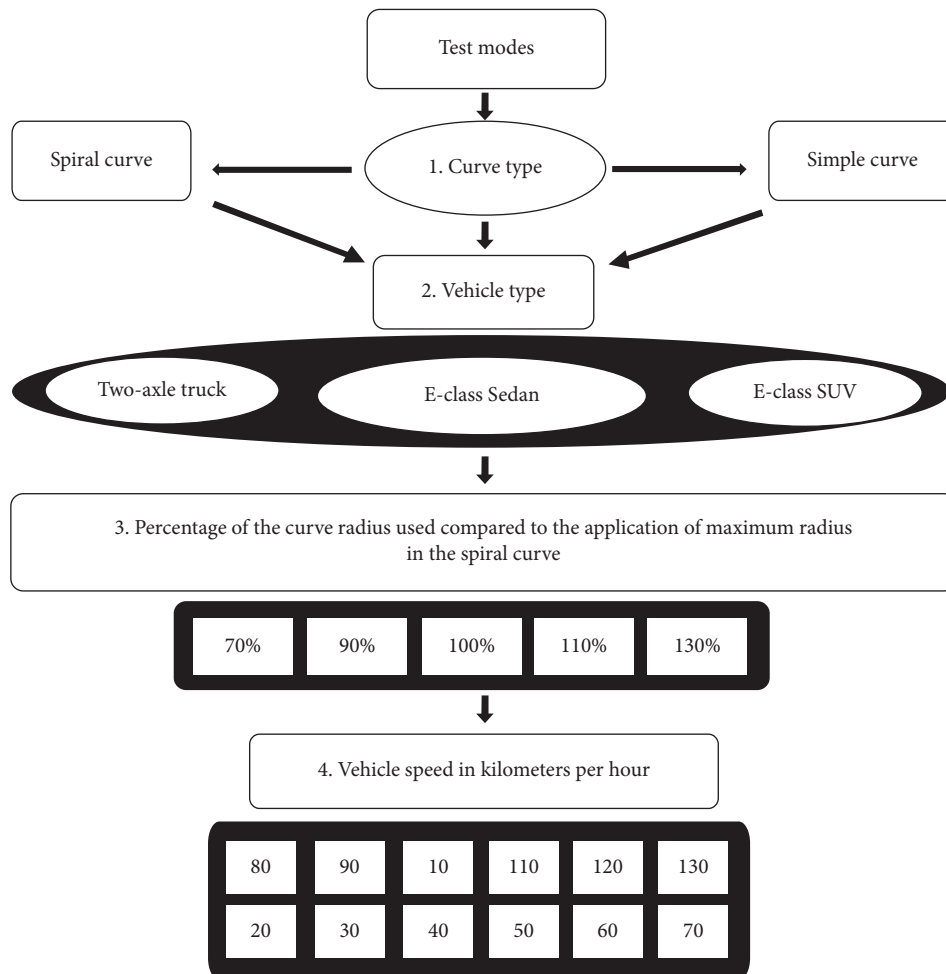 Test modes
Spiral curve
1. Curve type
Simple curve
2. Vehicle type
Two-axle truck
E-class Sedan
E-class SUV
3. Percentage of the curve radius used compared to the application of maximum radius
in the spiral curve
70%
90%
100%
110%
130%
4. Vehicle speed in kilometers per hour
80
90
10
110
120
130
20
30
40
50
60
70